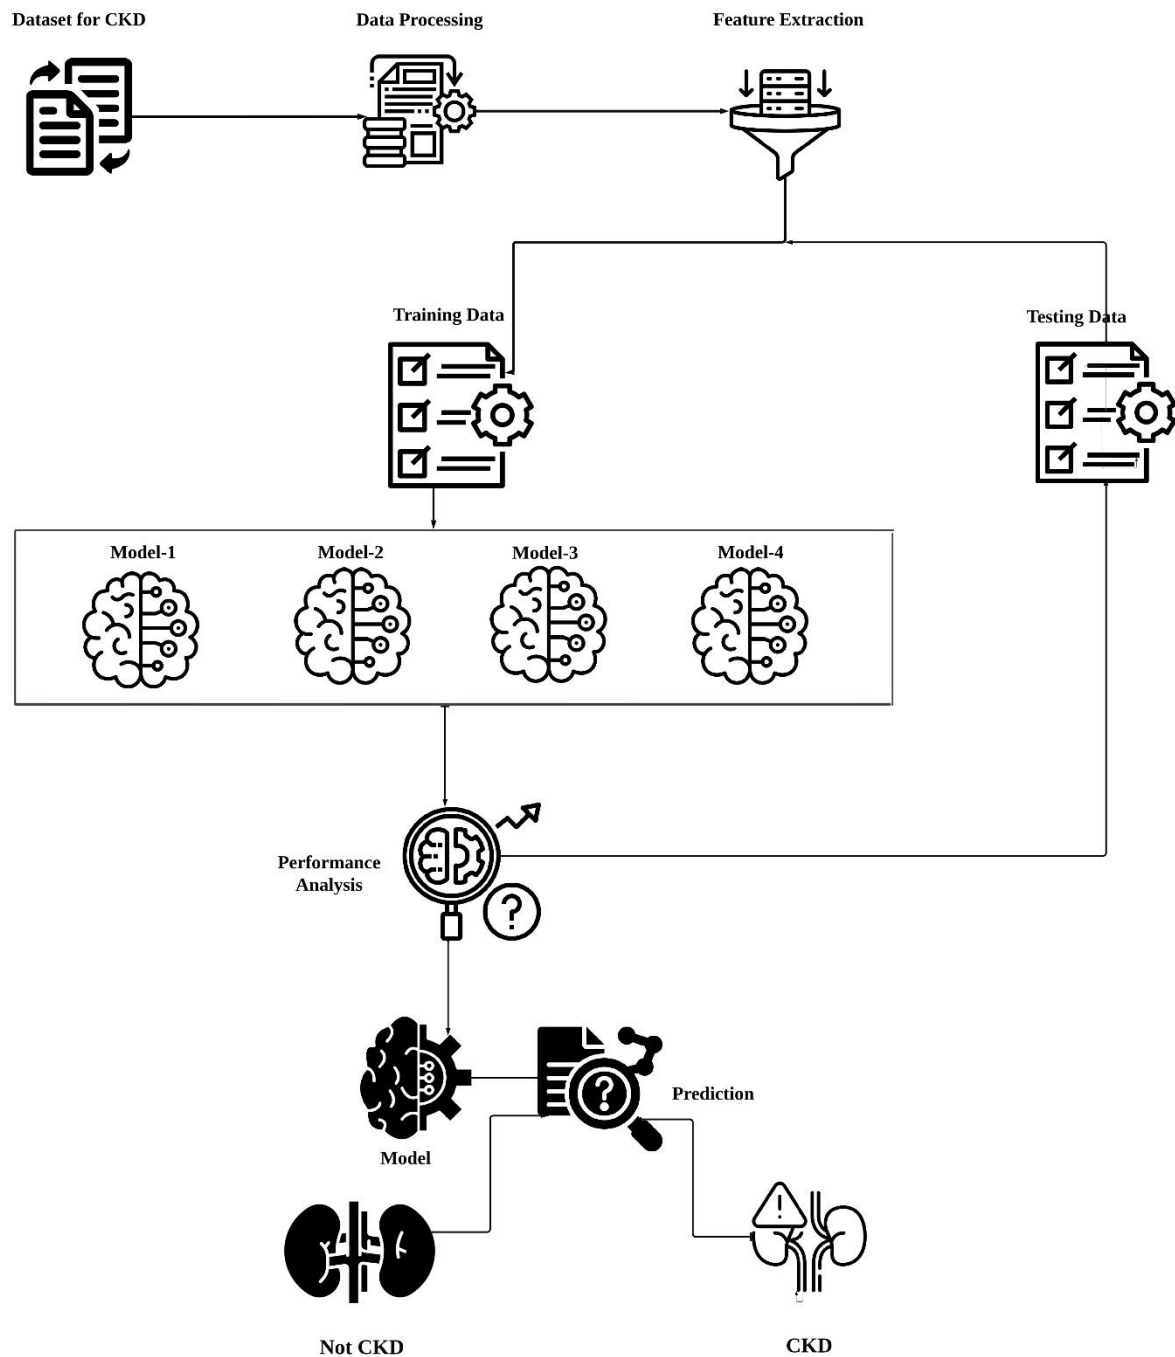 Dataset for CKD
Data Processing
Feature Extraction
Training Data
Testing Data
Model-1
Model-2
Model-3
Model-4
Performance
Analysis
?
?
Prediction
Model
Not CKD
CKD